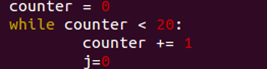 counter = 0
while counter < 20:
        counter += 1
        j=0